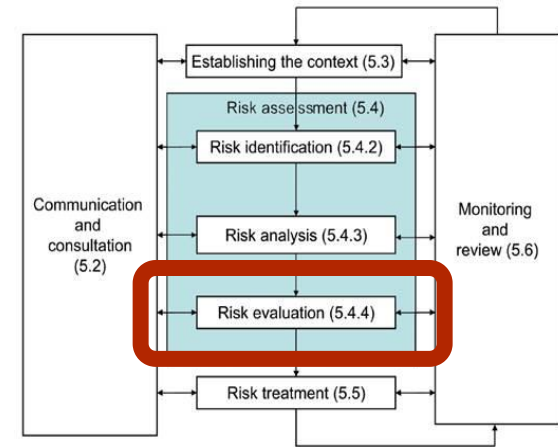 Establishing the context (5.3)
Risk assessment (5.4)
Risk identification (5.4.2)
Communication
and
consultation
(5.2)
Risk analysis (5.4.3)
Monitoring
and
review (5.6)
Risk evaluation (5.4.4)
Risk treatment (5.5)